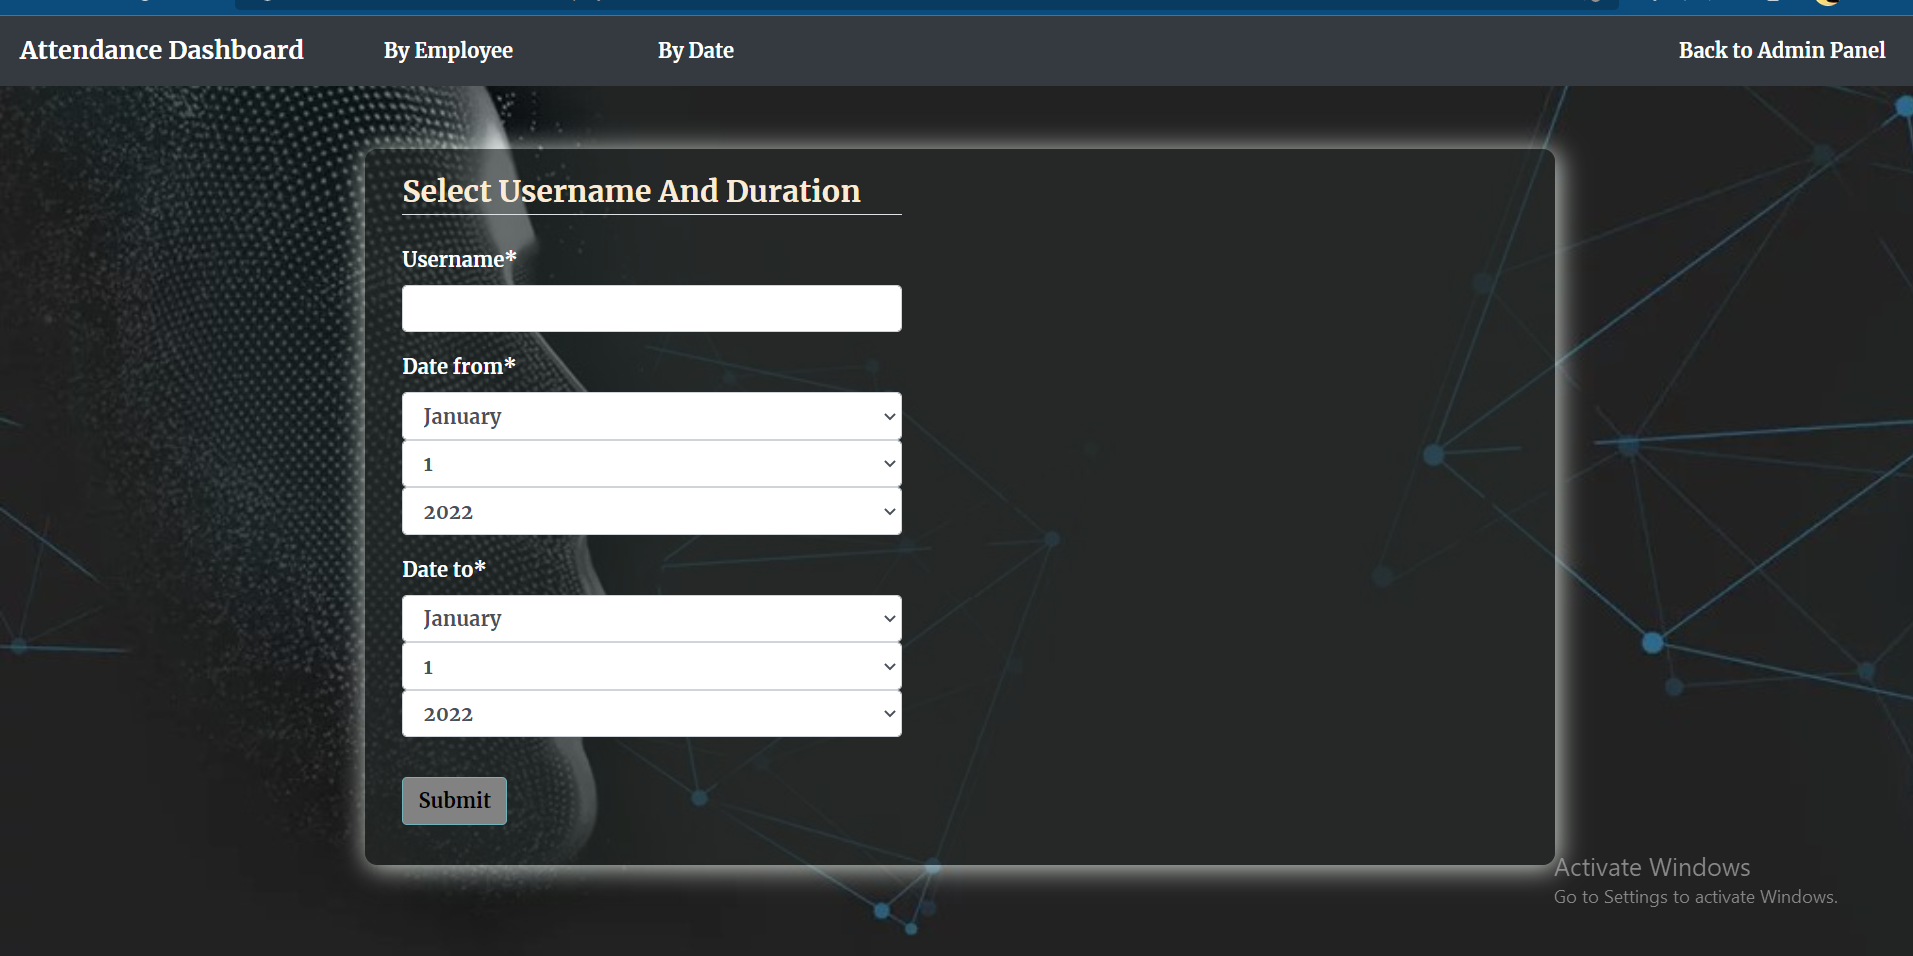 Attendance Dashboard By Employee By Date Back to Admin Panel
Select Username And Duration
Username*
Date from*
January
1
2022
Date to*
January
1
2022
Submit
Activate Windows
Go to Settings to activate Windows.